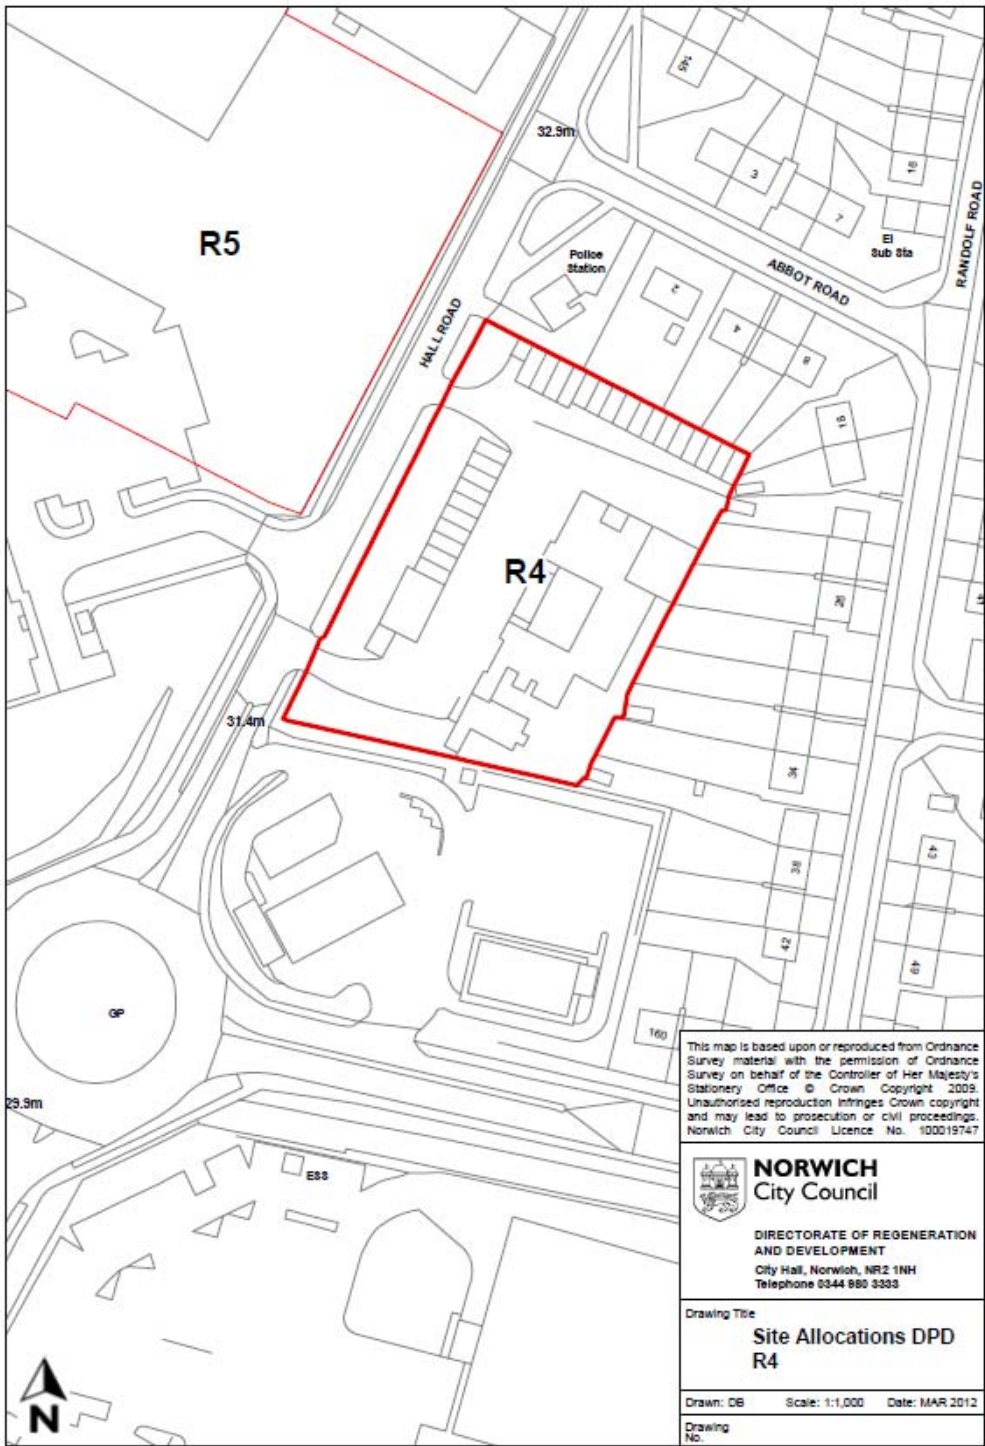 145
32.9m
3
16
7
RANDOLF ROAD
El
Sub Sta
R5
Police
Station
ABBOT ROAD
2
HALL ROAD
4
8
18
R4
26
41
31.4m
34
43
38
42
49
GP
160
29.9m
ESS
This map is based upon or reproduced from Ordnance
Survey material with the permission of Ordnance
Survey on behalf of the Controller of Her Majesty's
Stationery Office © Crown Copyright 2009.
Unauthorised reproduction infringes Crown copyright
and may lead to prosecution or civil proceedings.
Norwich City Council Licence No. 100019747
NORWICH
City Council
DIRECTORATE OF REGENERATION
AND DEVELOPMENT
City Hall, Norwich, NR2 1NH
Telephone 0344 980 3333
Drawing Title
Site Allocations DPD
R4
Drawn: DB Scale: 1:1,000 Date: MAR 2012
Drawing
No.
N